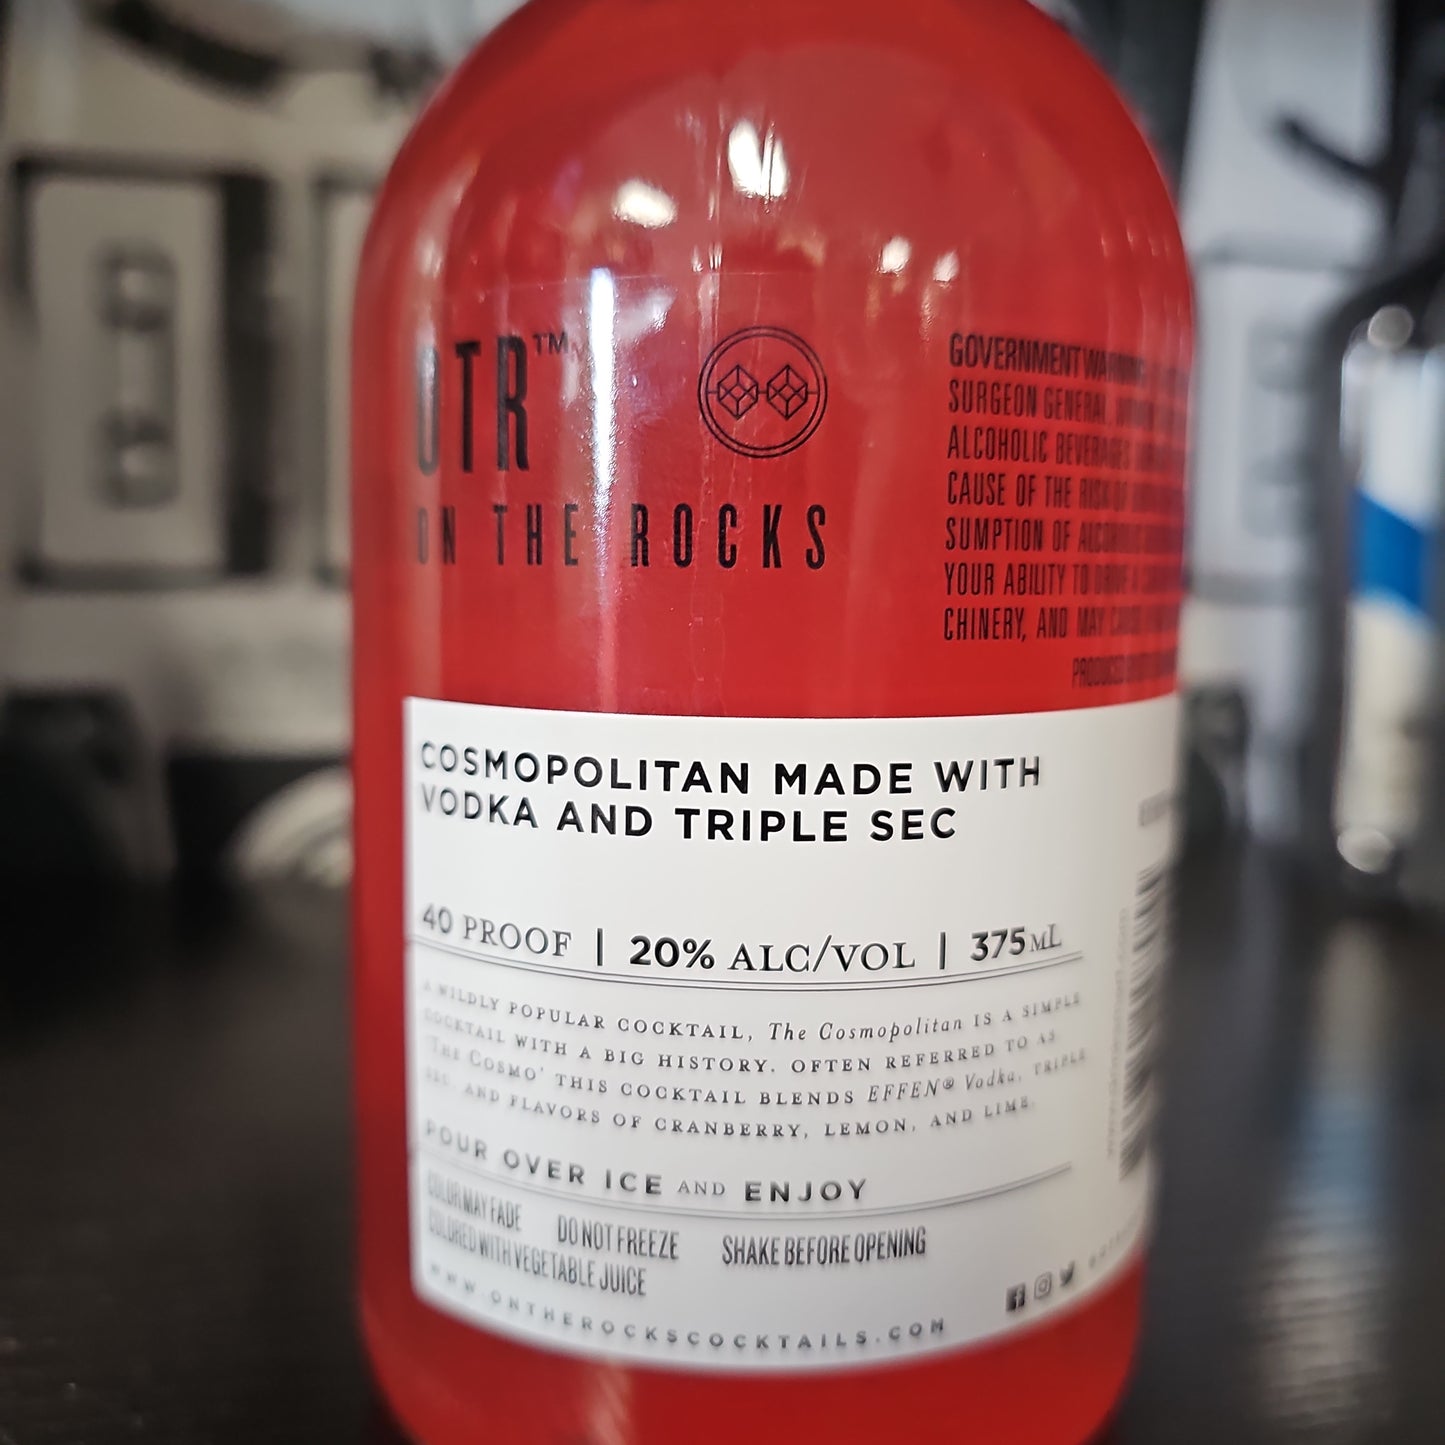 OTR™
ON THE ROCKS
GOVERNMENT WARNING
SURGEON GENERAL, WOMEN
ALCOHOLIC BEVERAGES
CAUSE OF THE RISK OF
SUMPTION OF ALCOHOLIC
YOUR ABILITY TO DRIVE A
CHINERY, AND MAY CAUSE
PRODUCED
COSMOPOLITAN MADE WITH
VODKA AND TRIPLE SEC
40 PROOF | 20% ALC/VOL | 375ML
A WILDLY POPULAR COCKTAIL, The Cosmopolitan IS A SIMPLE
COCKTAIL WITH A BIG HISTORY. OFTEN REFERRED TO AS
'THE COSMO' THIS COCKTAIL BLENDS EFFEN® Vodka, TRIPLE
SEC, AND FLAVORS OF CRANBERRY, LEMON, AND LIME.
POUR OVER ICE AND ENJOY
COLOR MAY FADE DO NOT FREEZE SHAKE BEFORE OPENING
COLORED WITH VEGETABLE JUICE
WWW.ONTHEROCKSCOCKTAILS.COM